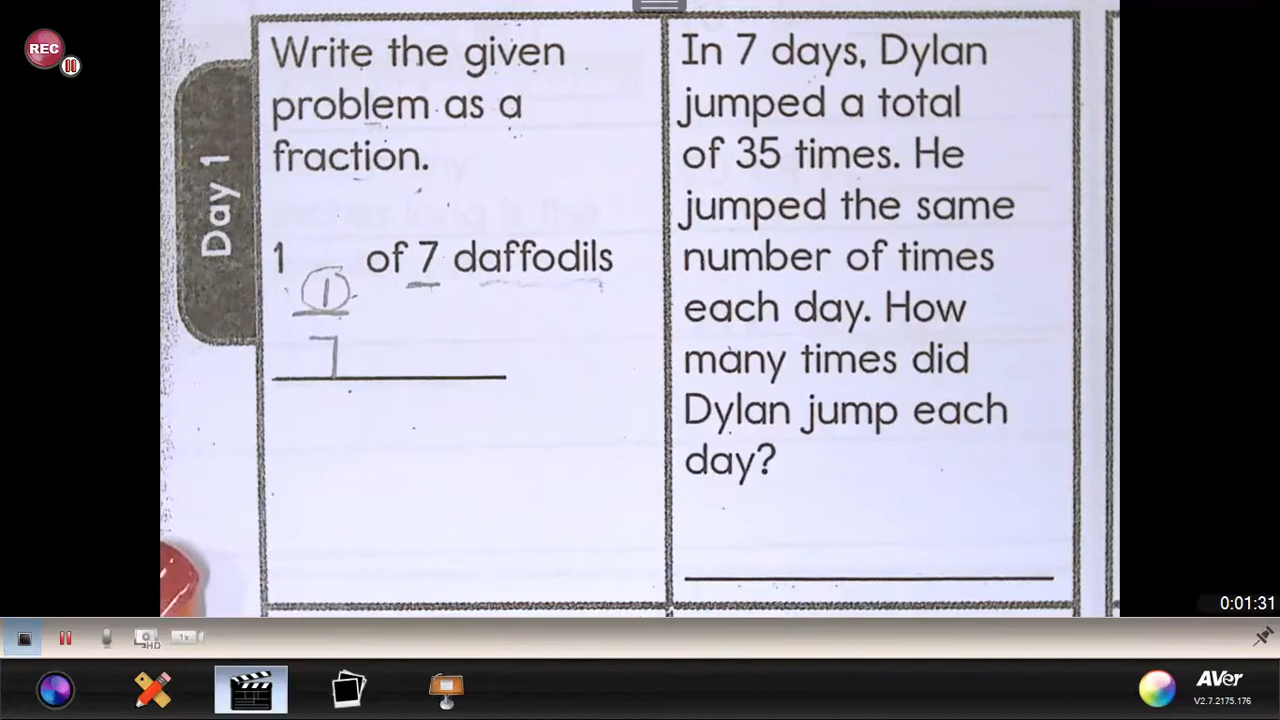 REC
Day 1
Write the given
problem as a
fraction.
1 of 7 daffodils
1
7
In 7 days, Dylan
jumped a total
of 35 times. He
jumped the same
number of times
each day. How
many times did
Dylan jump each
day?
0:01:31
HD
1x
AVer
V2.7.2175.176